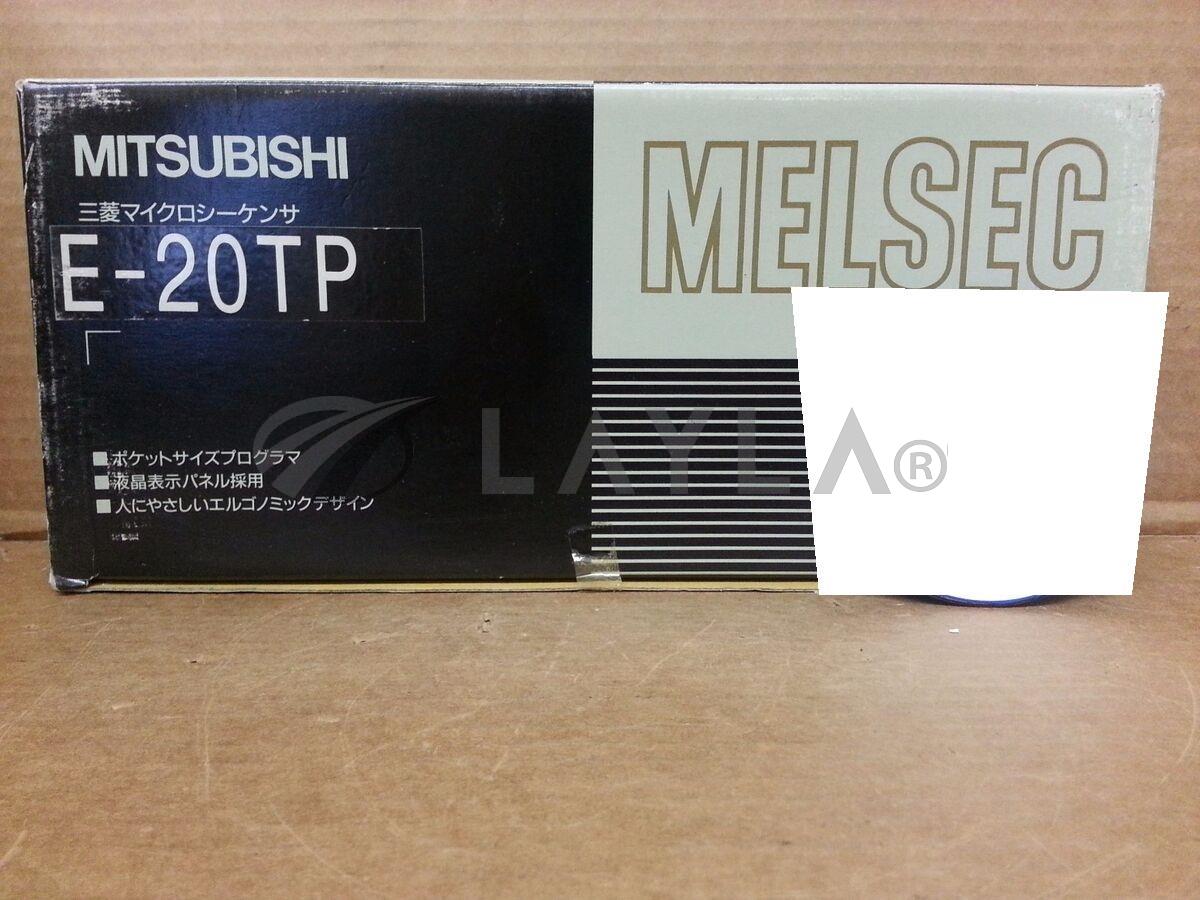 MITSUBISHI
三菱マイクロシーケンサ
E-20TP
MELSEC
■ポケットサイズプログラマ
■液晶表示パネル採用
■人にやさしいエルゴノミックデザイン
LAYLA®